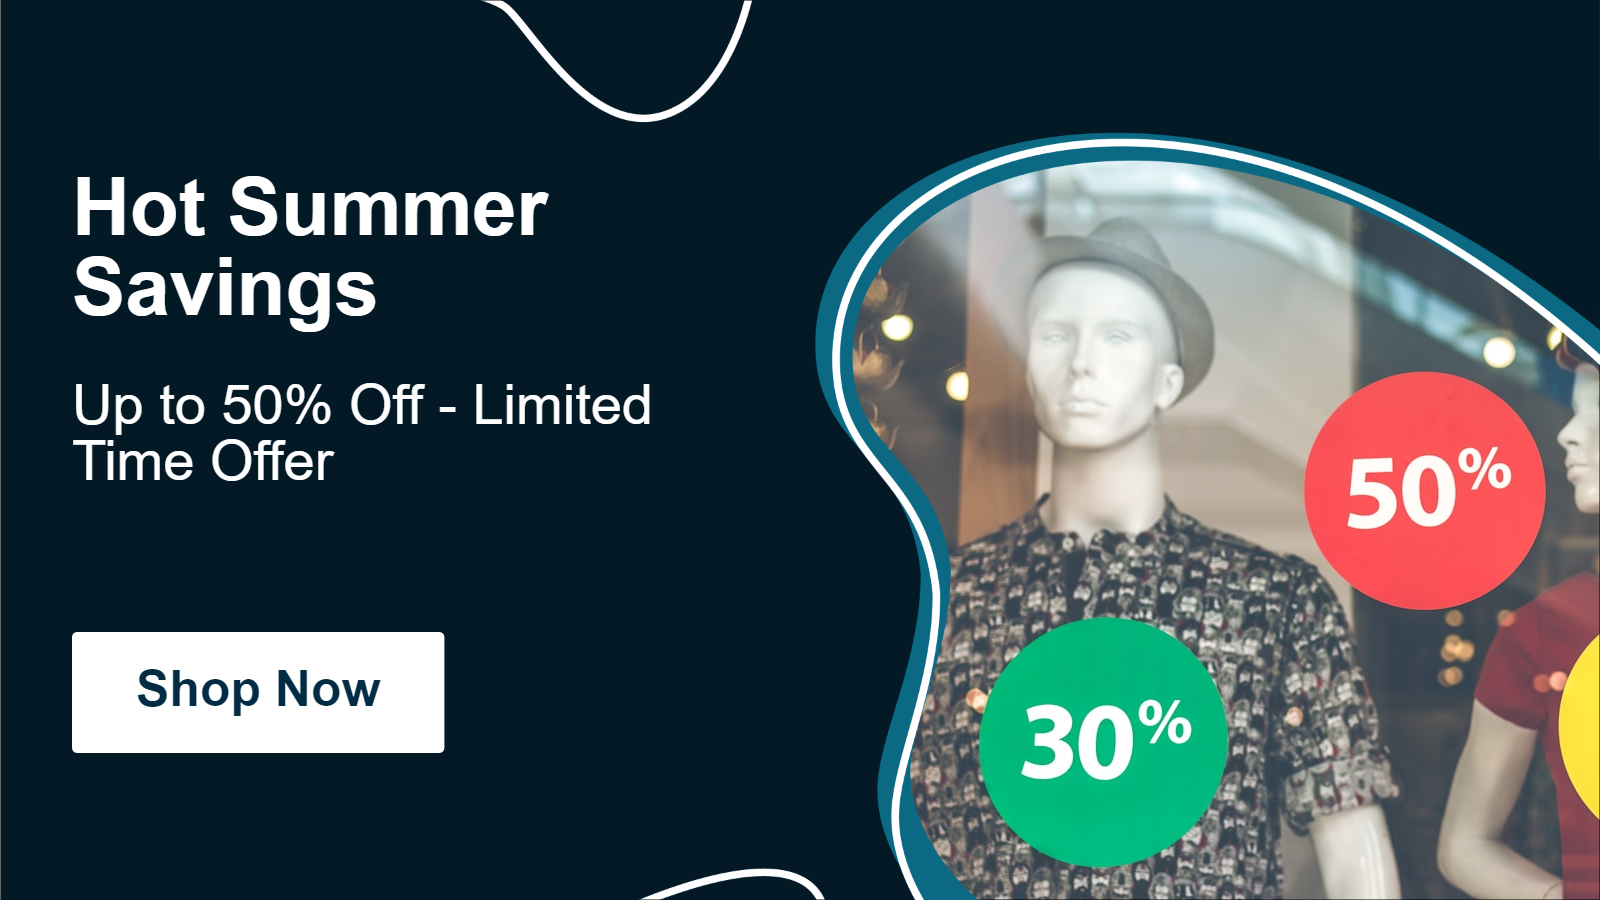 Hot Summer
Savings
Up to 50% Off - Limited
Time Offer
Shop Now
50%
30%